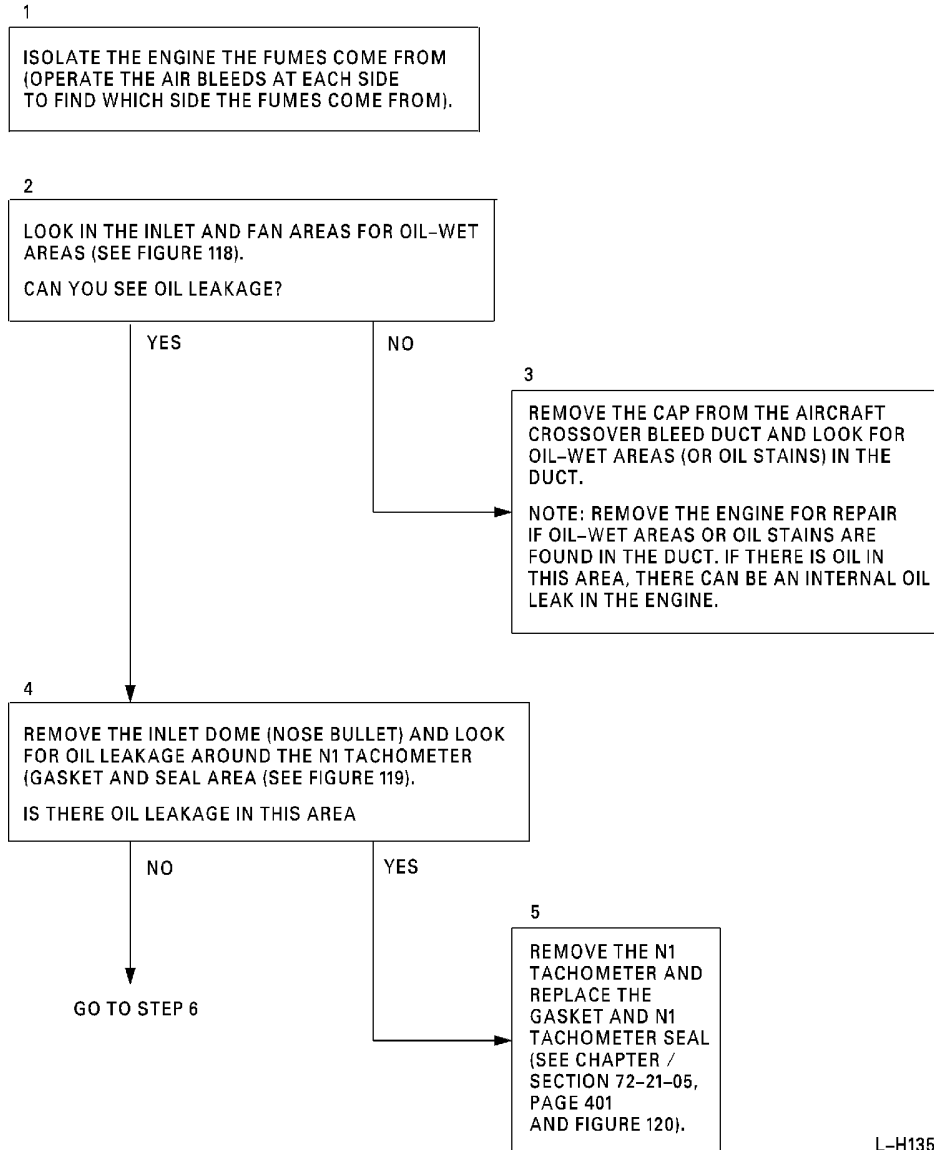 1
ISOLATE THE ENGINE THE FUMES COME FROM
(OPERATE THE AIR BLEEDS AT EACH SIDE
TO FIND WHICH SIDE THE FUMES COME FROM).
2
LOOK IN THE INLET AND FAN AREAS FOR OIL–WET
AREAS (SEE FIGURE 118).
CAN YOU SEE OIL LEAKAGE?
YES
NO
3
REMOVE THE CAP FROM THE AIRCRAFT
CROSSOVER BLEED DUCT AND LOOK FOR
OIL–WET AREAS (OR OIL STAINS) IN THE
DUCT.
NOTE: REMOVE THE ENGINE FOR REPAIR
IF OIL–WET AREAS OR OIL STAINS ARE
FOUND IN THE DUCT. IF THERE IS OIL IN
THIS AREA, THERE CAN BE AN INTERNAL OIL
LEAK IN THE ENGINE.
4
REMOVE THE INLET DOME (NOSE BULLET) AND LOOK
FOR OIL LEAKAGE AROUND THE N1 TACHOMETER
(GASKET AND SEAL AREA (SEE FIGURE 119).
IS THERE OIL LEAKAGE IN THIS AREA
NO
YES
GO TO STEP 6
5
REMOVE THE N1
TACHOMETER AND
REPLACE THE
GASKET AND N1
TACHOMETER SEAL
(SEE CHAPTER /
SECTION 72–21–05,
PAGE 401
AND FIGURE 120).
L–H135